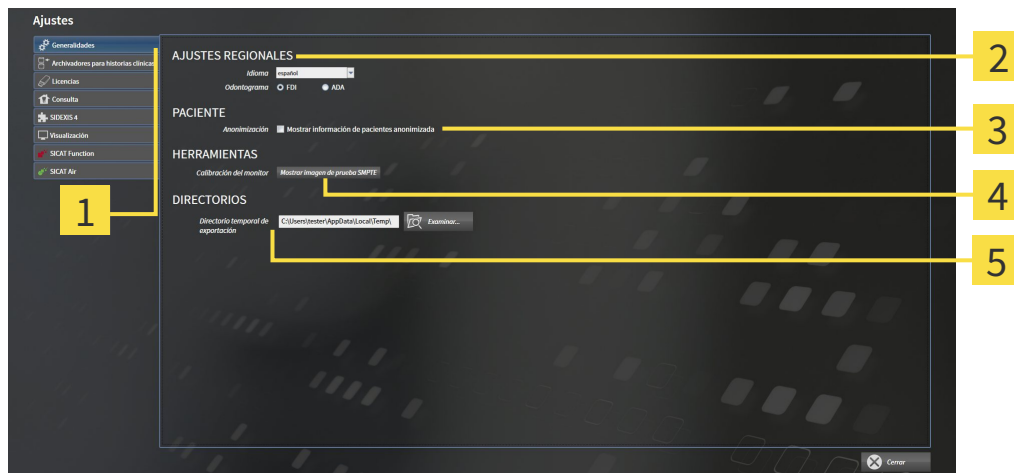 Ajustes
Generalidades
Archivadores para historias clínicas
Licencias
Consulta
SIDEXIS 4
Visualización
SICAT Function
SICAT Air
1
AJUSTES REGIONALES
Idioma español
Odontograma FDI ADA
PACIENTE
Anonimización Mostrar información de pacientes anonimizada
HERRAMIENTAS
Calibración del monitor Mostrar imagen de prueba SMPTE
DIRECTORIOS
Directorio temporal de exportación C:\Users\tester\AppData\Local\Temp\ Examinar...
2
3
4
5
Cerrar